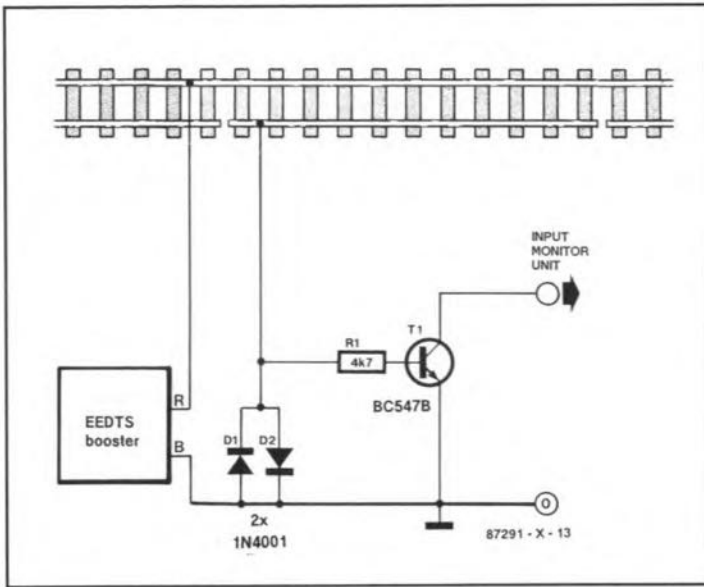 INPUT
MONITOR
UNIT
T1
R1
4k7
BC547B
R
EEDTS
booster
B
D1
D2
2x
1N4001
0
87291 - X - 13